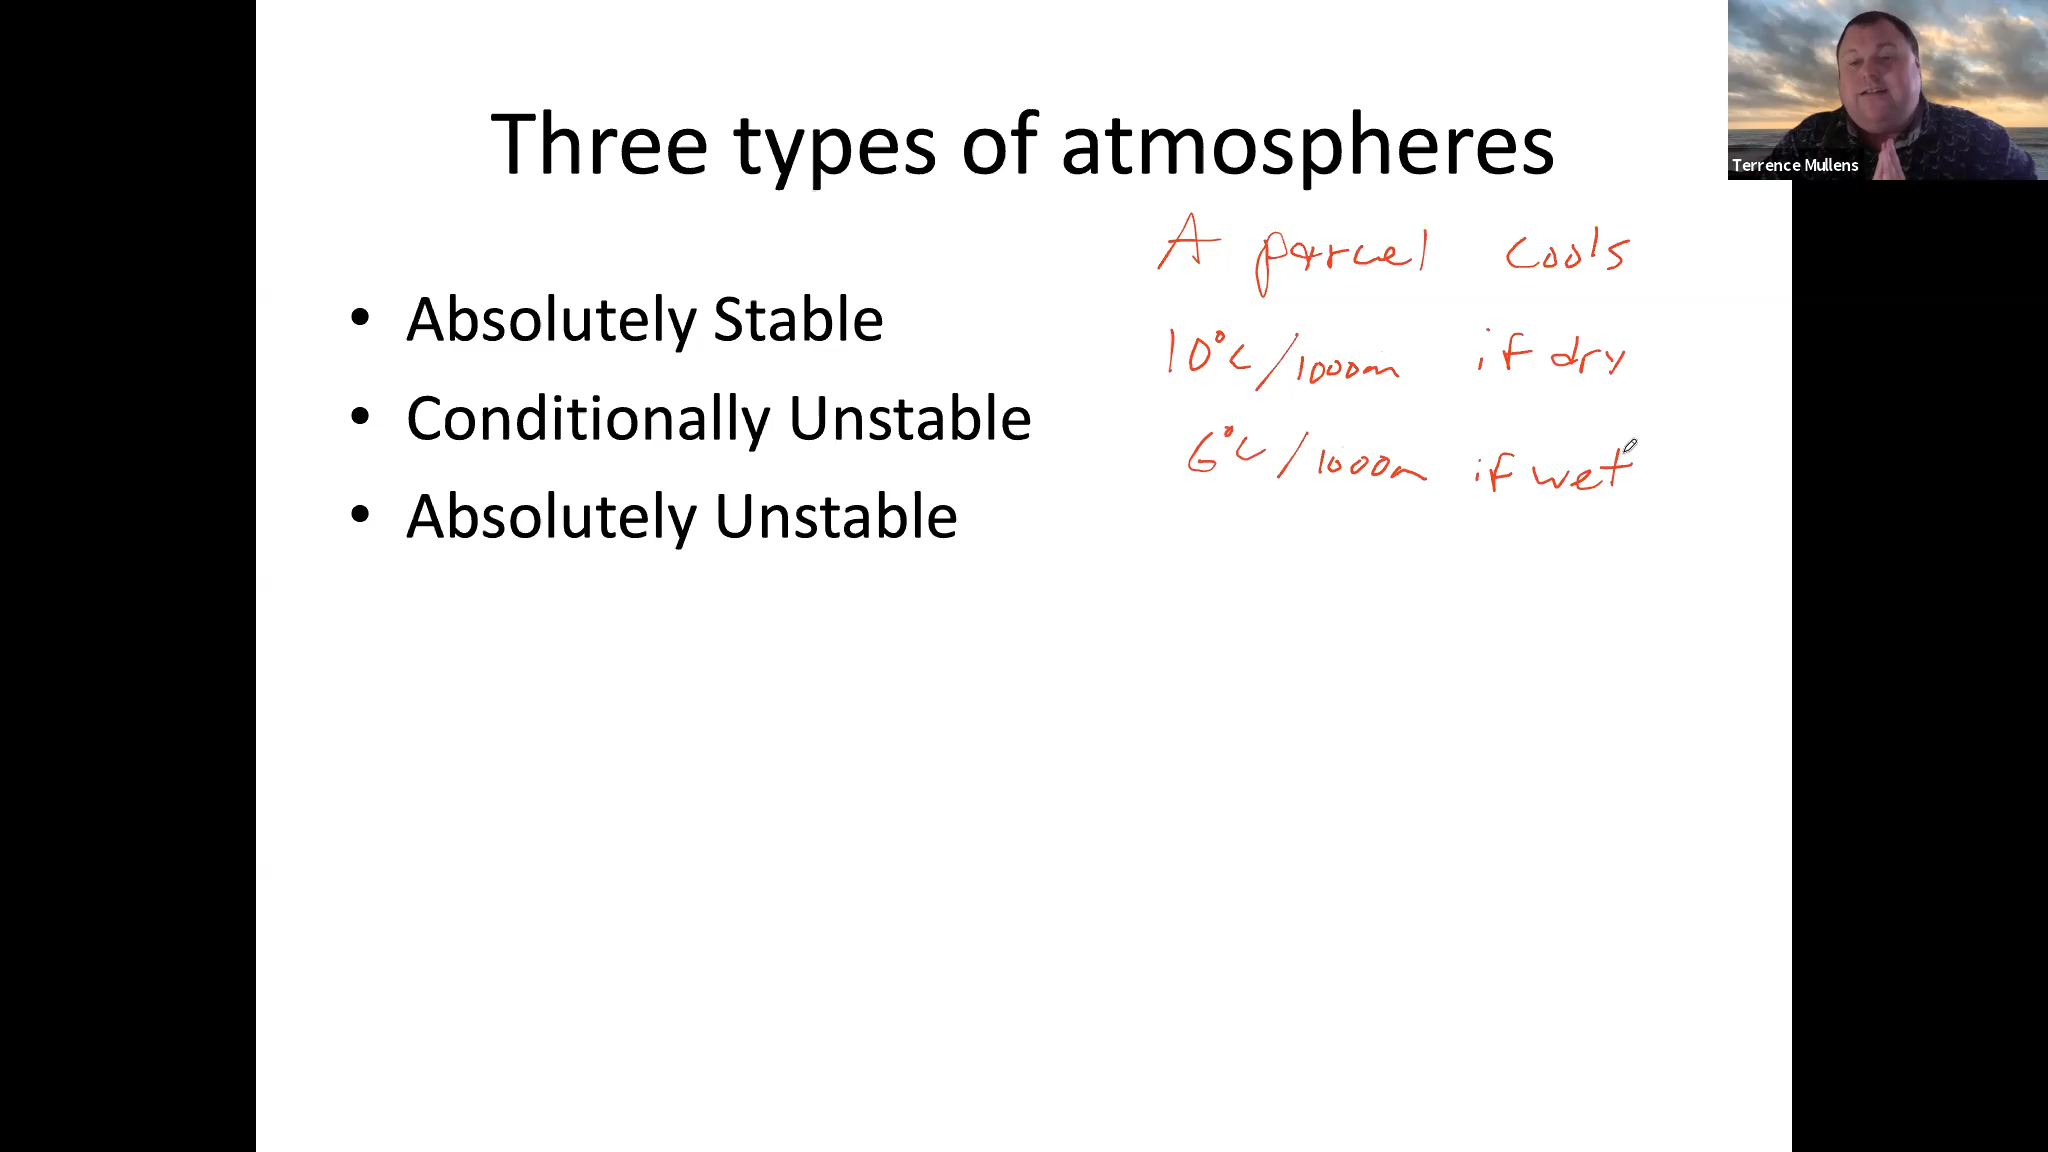 Three types of atmospheres
Terrence Mullens
A parcel cools
• Absolutely Stable
10°C/1000m if dry
• Conditionally Unstable
6°C/1000m if wet
• Absolutely Unstable